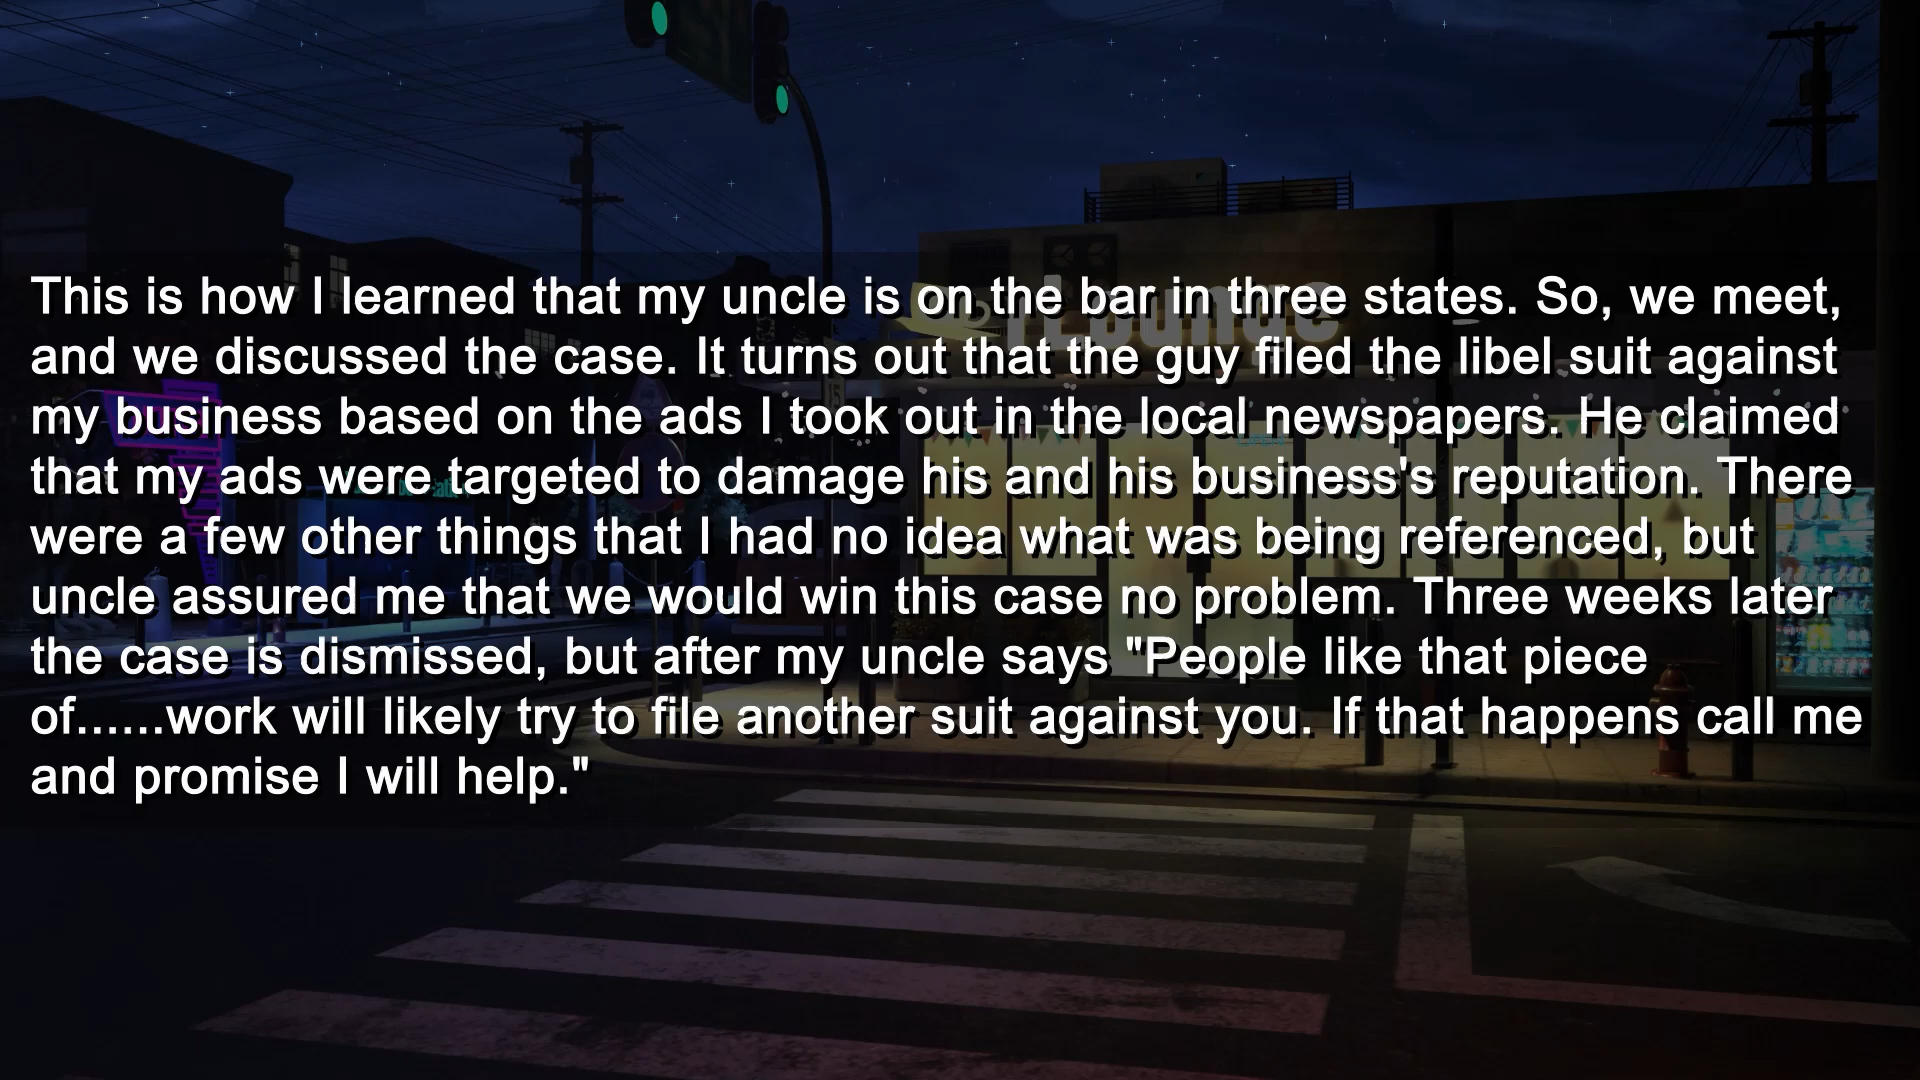 This is how I learned that my uncle is on the bar in three states. So, we meet,
and we discussed the case. It turns out that the guy filed the libel suit against
my business based on the ads I took out in the local newspapers. He claimed
that my ads were targeted to damage his and his business's reputation. There
were a few other things that I had no idea what was being referenced, but
uncle assured me that we would win this case no problem. Three weeks later
the case is dismissed, but after my uncle says "People like that piece
of......work will likely try to file another suit against you. If that happens call me
and promise I will help."